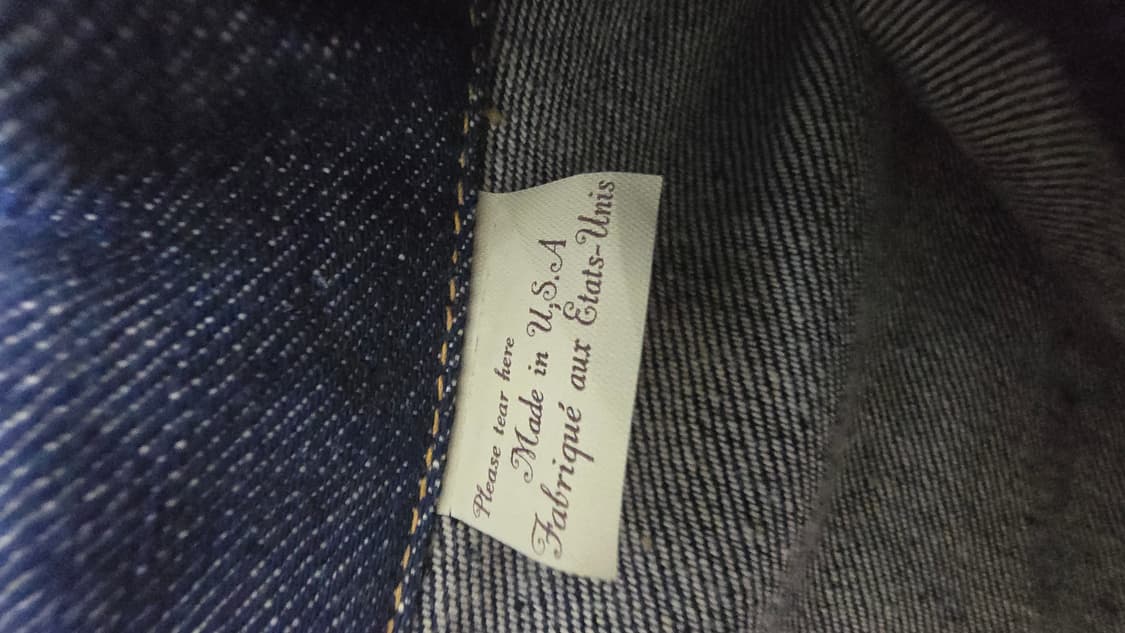 Please tear here
Made in U.S.A
Fabriqué aux États-Unis